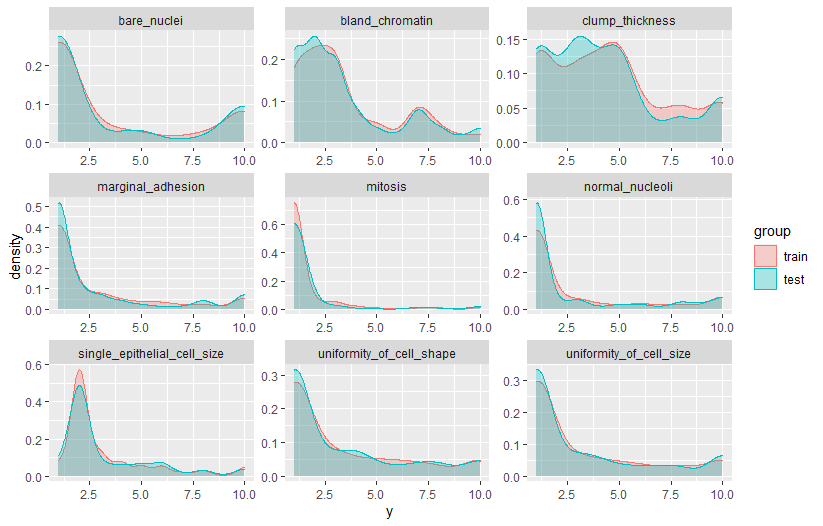 bare_nuclei
bland_chromatin
clump_thickness
0.2
0.1
0.0
2.5 5.0 7.5 10.0
0.2
0.1
0.0
2.5 5.0 7.5 10.0
0.15
0.10
0.05
0.00
2.5 5.0 7.5 10.0
marginal_adhesion
mitosis
normal_nucleoli
0.5
0.4
0.3
0.2
0.1
0.0
2.5 5.0 7.5 10.0
0.6
0.4
0.2
0.0
2.5 5.0 7.5 10.0
0.6
0.4
0.2
0.0
2.5 5.0 7.5 10.0
single_epithelial_cell_size
uniformity_of_cell_shape
uniformity_of_cell_size
0.6
0.4
0.2
0.0
2.5 5.0 7.5 10.0
0.3
0.2
0.1
0.0
2.5 5.0 7.5 10.0
0.3
0.2
0.1
0.0
2.5 5.0 7.5 10.0
density
y
group
train
test